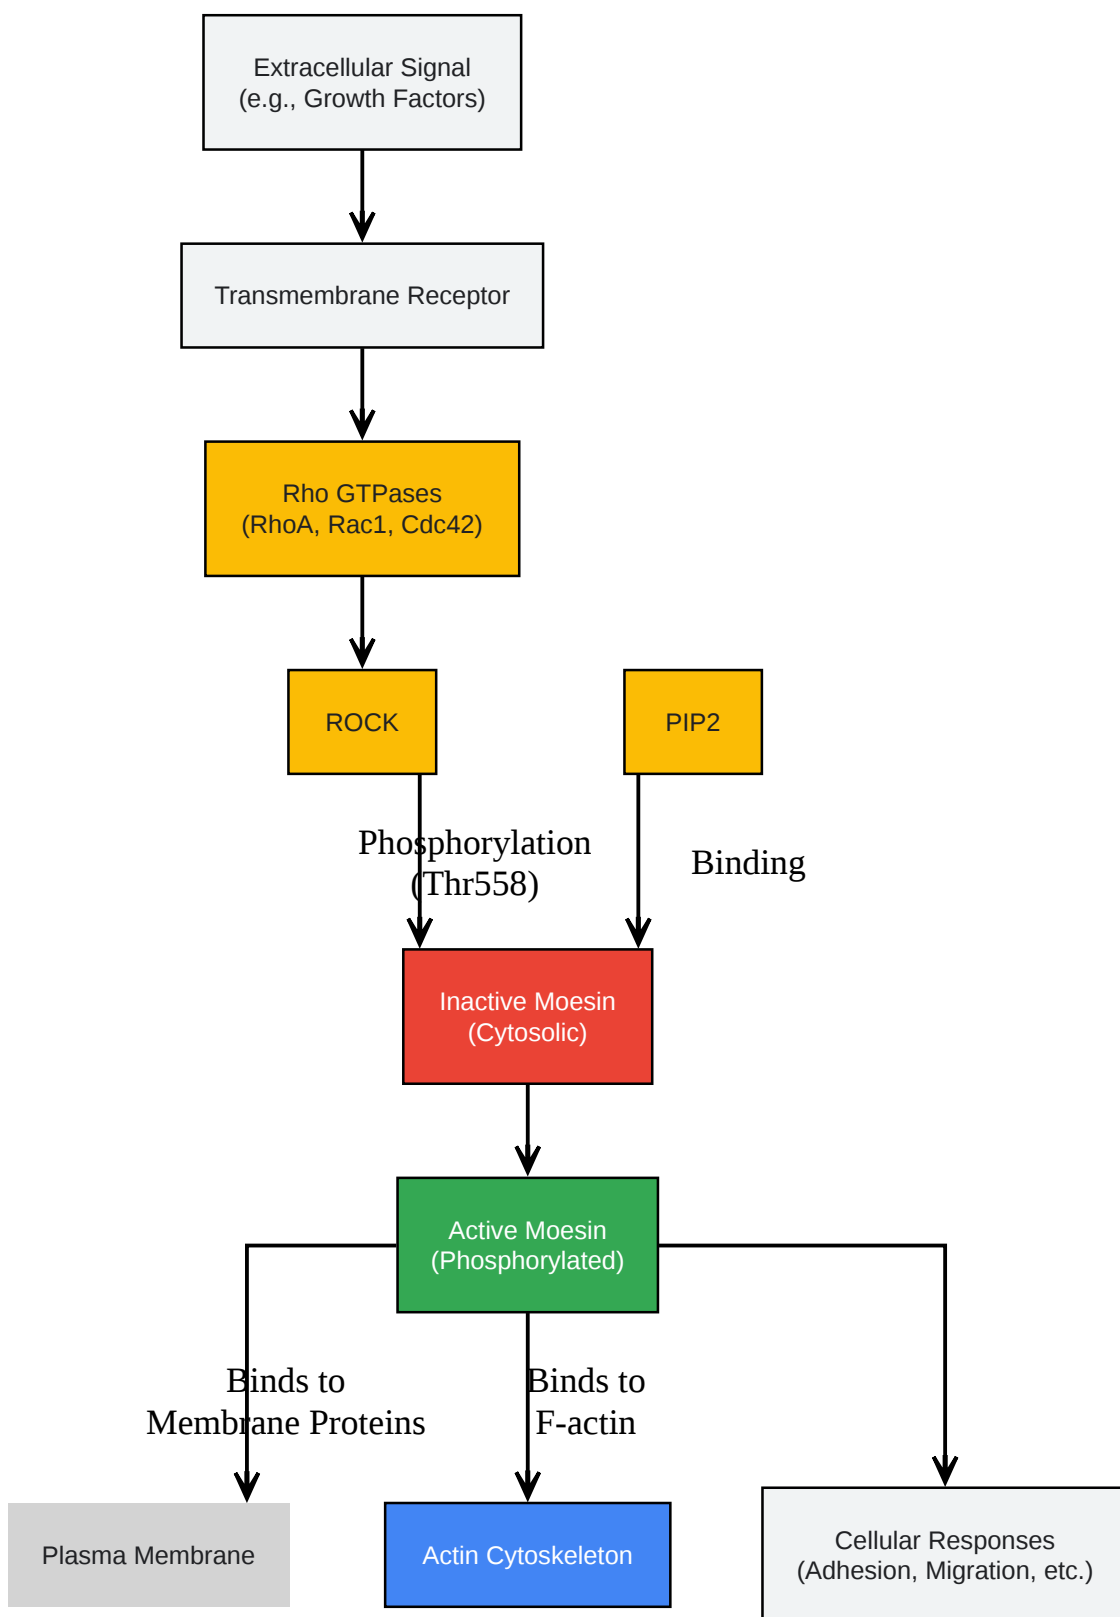 Extracellular Signal
(e.g., Growth Factors)
Transmembrane Receptor
Rho GTPases
(RhoA, Rac1, Cdc42)
ROCK
PIP2
Phosphorylation
(Thr558)
Binding
Inactive Moesin
(Cytosolic)
Active Moesin
(Phosphorylated)
Binds to
Membrane Proteins
Binds to
F-actin
Plasma Membrane
Actin Cytoskeleton
Cellular Responses
(Adhesion, Migration, etc.)